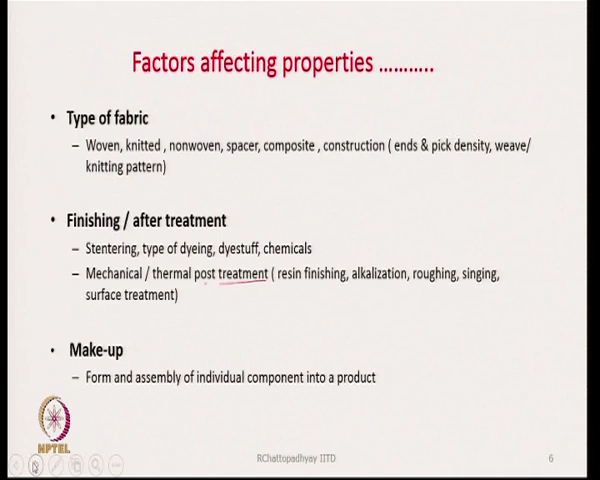 Factors affecting properties ………..
• Type of fabric
– Woven, knitted , nonwoven, spacer, composite , construction ( ends & pick density, weave/
knitting pattern)
• Finishing / after treatment
– Stentering, type of dyeing, dyestuff, chemicals
– Mechanical / thermal post treatment ( resin finishing, alkalization, roughing, singing,
surface treatment)
• Make-up
– Form and assembly of individual component into a product
NPTEL
RChattopadhyay IITD
6